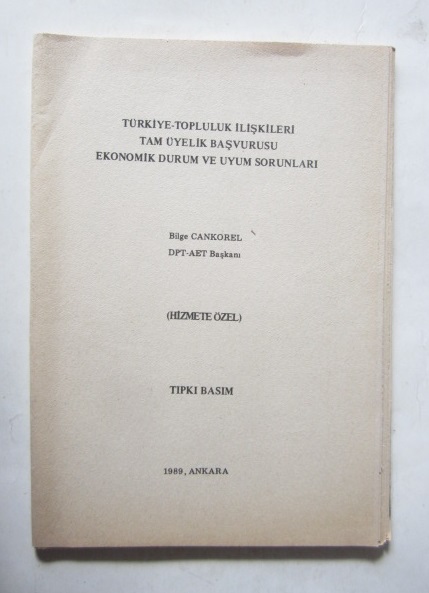 TÜRKİYE-TOPLULUK İLİŞKİLERİ
TAM ÜYELİK BAŞVURUSU
EKONOMİK DURUM VE UYUM SORUNLARI
Bilge CANKOREL
DPT-AET Başkanı
(HİZMETE ÖZEL)
TIPKI BASIM
1989, ANKARA